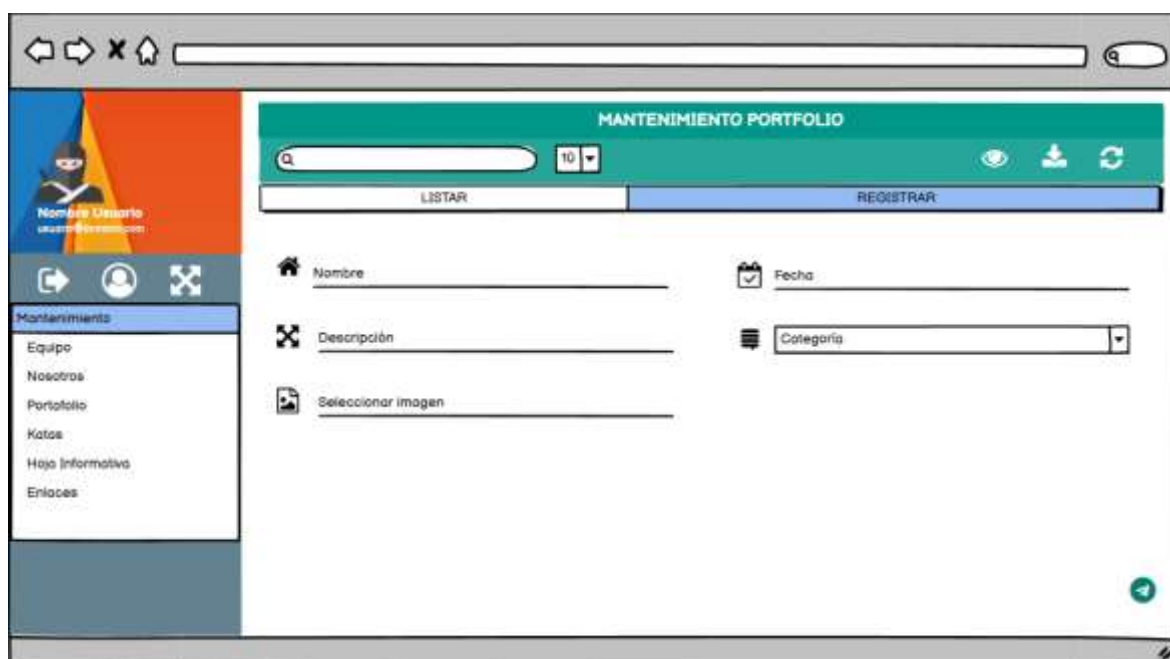 MANTENIMIENTO PORTFOLIO
10
LISTAR
REGISTRAR
Nombre Usuario
Nombre
Fecha
Mantenimiento
Descripción
Categoría
Equipo
Nosotros
Portafolio
Seleccionar imagen
Katas
Hoja Informativa
Enlaces